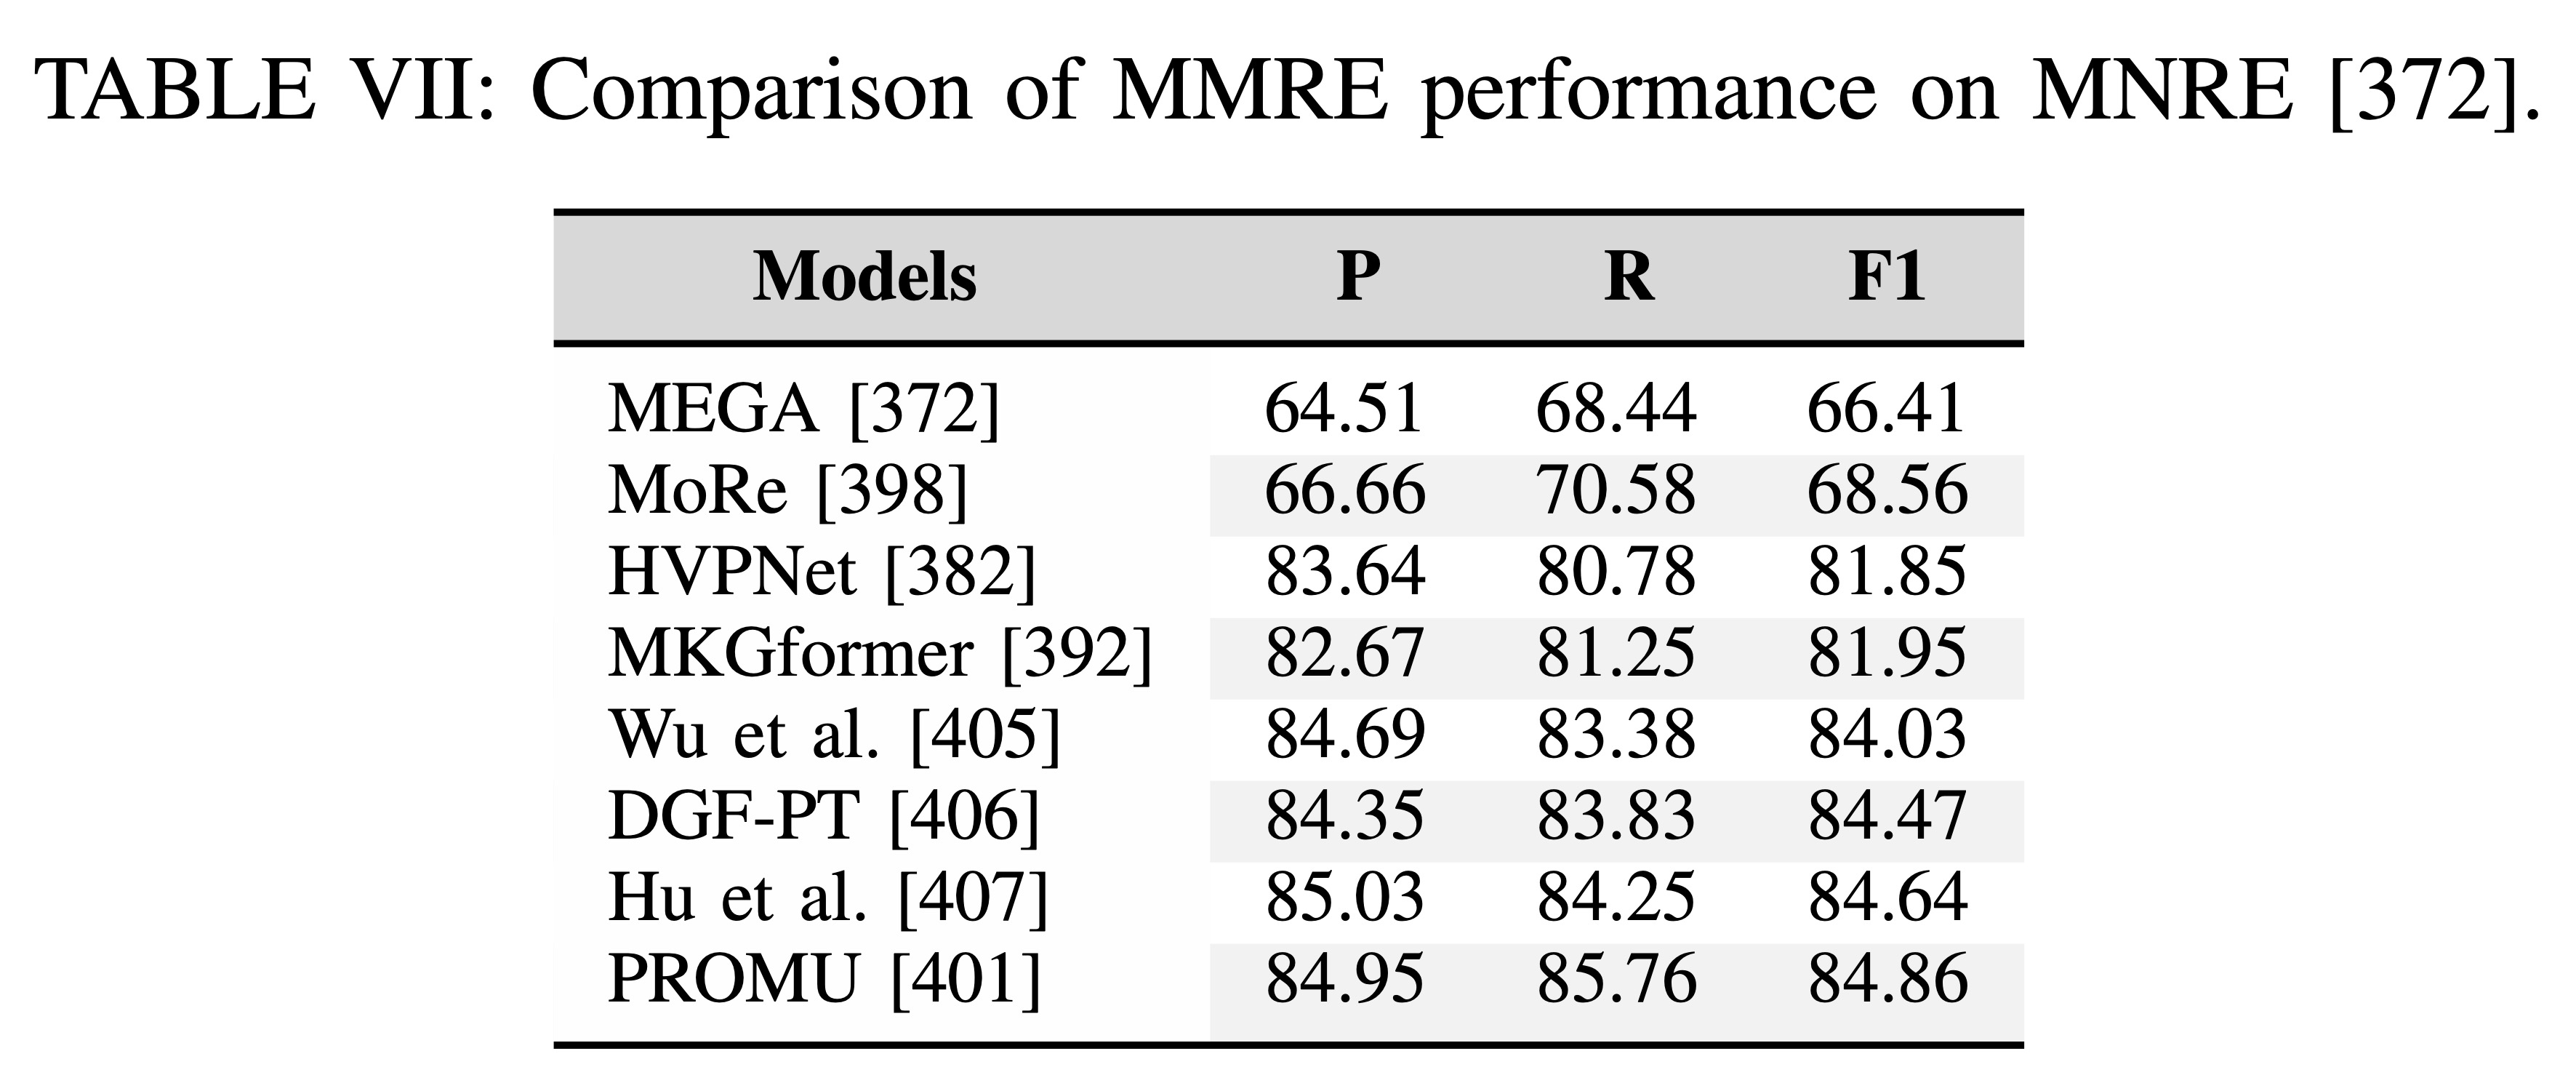 TABLE VII: Comparison of MMRE performance on MNRE [372].
Models P R F1
MEGA [372] 64.51 68.44 66.41
MoRe [398] 66.66 70.58 68.56
HVPNet [382] 83.64 80.78 81.85
MKGformer [392] 82.67 81.25 81.95
Wu et al. [405] 84.69 83.38 84.03
DGF-PT [406] 84.35 83.83 84.47
Hu et al. [407] 85.03 84.25 84.64
PROMU [401] 84.95 85.76 84.86